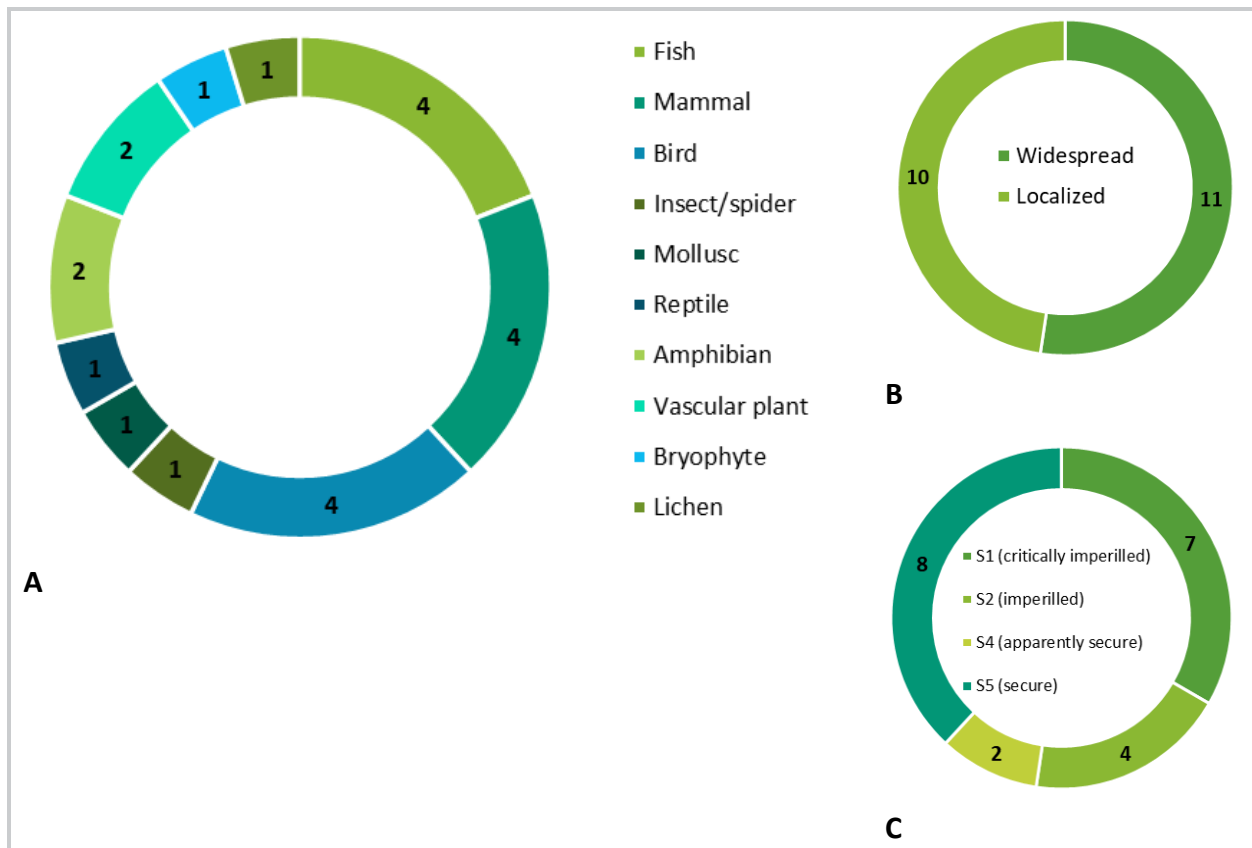 1
1
4
2
2
1
1
1
4
4
Fish
Mammal
Bird
Insect/spider
Mollusc
Reptile
Amphibian
Vascular plant
Bryophyte
Lichen
A
10
11
Widespread
Localized
B
8
7
2
4
S1 (critically imperilled)
S2 (imperilled)
S4 (apparently secure)
S5 (secure)
C